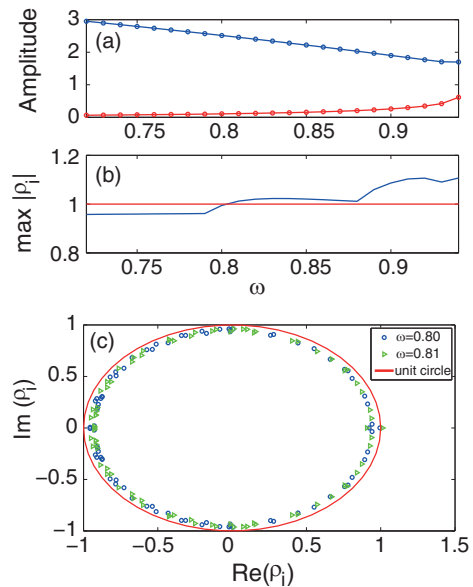 (a)
Amplitude
3
2
1
0
0.75 0.8 0.85 0.9
(b)
max |ρi|
1.2
1
0.8
0.75 0.8 0.85 0.9
ω
(c)
Im (ρi)
1
0.5
0
−0.5
−1
ω=0.80
ω=0.81
unit circle
−1 −0.5 0 0.5 1 1.5
Re(ρi)